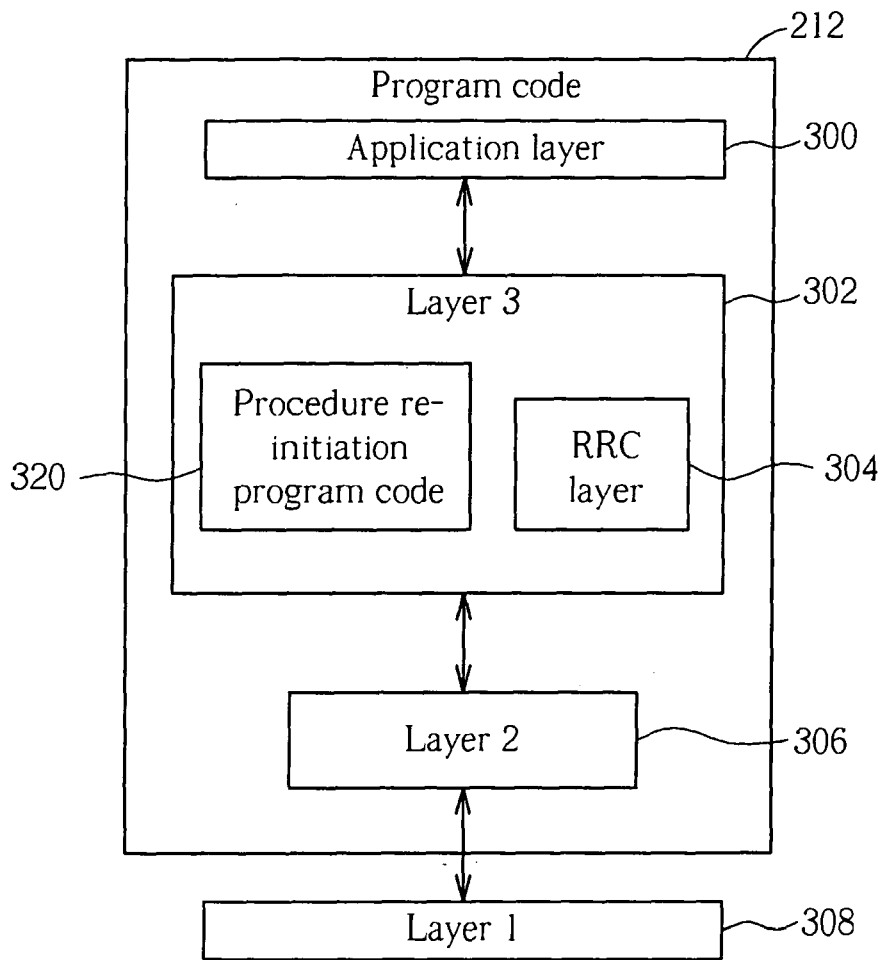 212
Program code
Application layer
300
Layer 3
302
Procedure re-
initiation
program code
320
RRC
layer
304
Layer 2
306
Layer 1
308